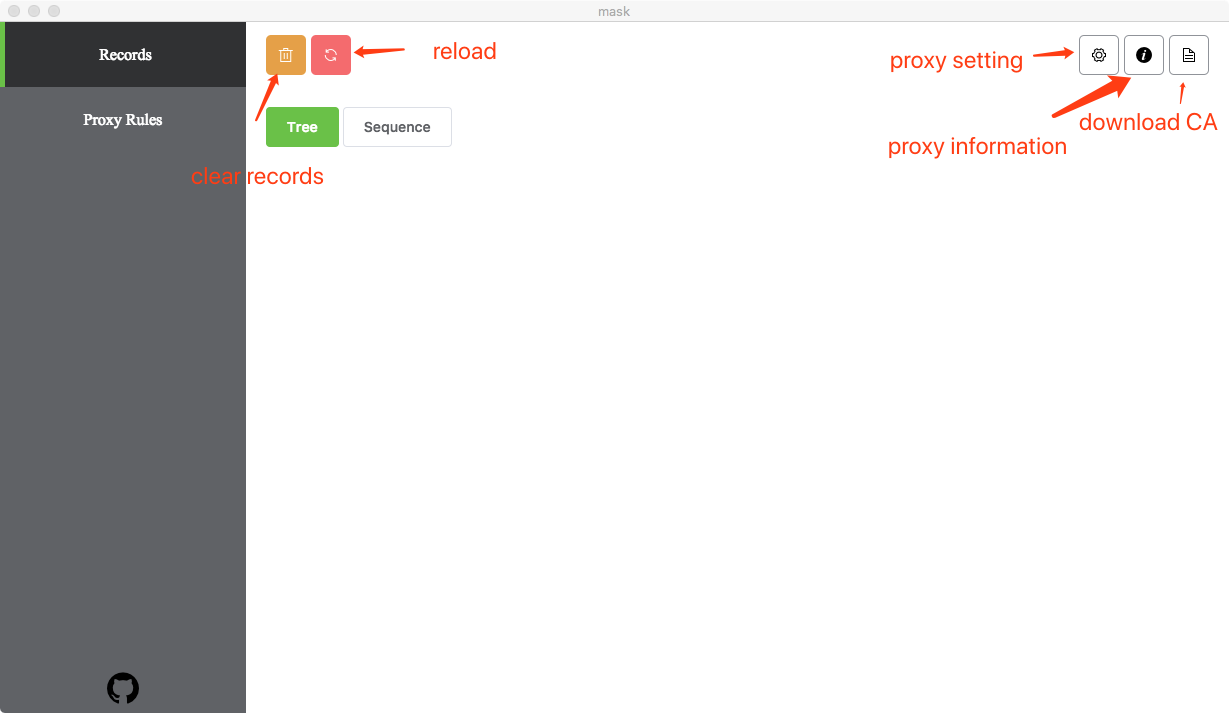 mask
Records
Proxy Rules
reload
clear records
Tree
Sequence
proxy setting
proxy information
download CA